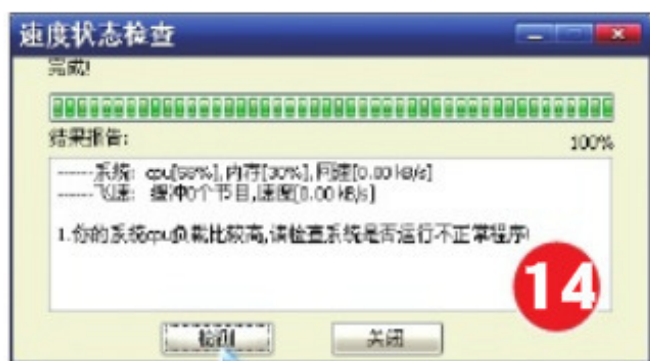 速度状态检查
完成!
结果报告:
100%
-----系统: cpu[98%],内存[30%],网速[0.00 kB/s]
-----飞速: 缓冲0个节目,速度[0.00 kB/s]
1.你的系统cpu负载比较高,请检查系统是否运行不正常程序!
14
检测
关闭